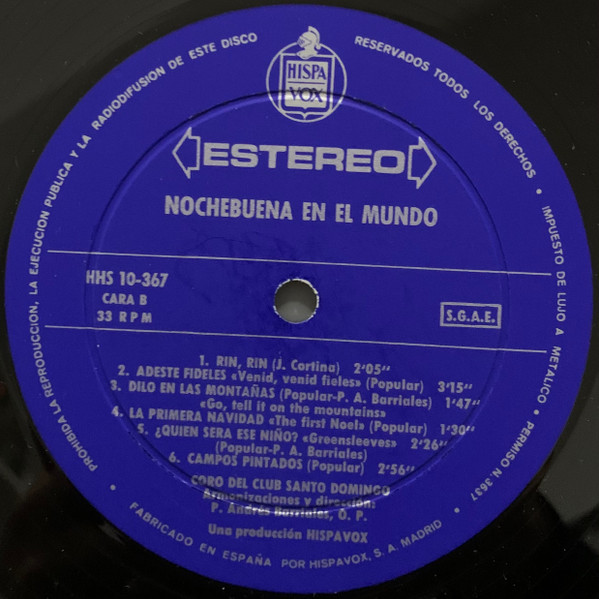 HISPA
VOX
ESTEREO
NOCHEBUENA EN EL MUNDO
HHS 10-367
CARA B
33 RPM
S.G.A.E.
1. RIN, RIN (J. Cortina) 2'05"
2. ADESTE FIDELES «Venid, venid fieles» (Popular) 3'15"
3. DILO EN LAS MONTAÑAS (Popular-P. A. Barriales) 1'47"
«Go, tell it on the mountains»
4. LA PRIMERA NAVIDAD «The first Noel» (Popular) 1'30"
5. ¿QUIEN SERA ESE NIÑO? «Greensleeves» 2'26"
(Popular-P. A. Barriales)
6. CAMPOS PINTADOS (Popular) 2'56"
CORO DEL CLUB SANTO DOMINGO
Armonizaciones y dirección:
P. Andrés Barriales, O. P.
Una producción HISPAVOX
PROHIBIDA LA REPRODUCCION, LA EJECUCION PUBLICA Y LA RADIODIFUSION DE ESTE DISCO
RESERVADOS TODOS LOS DERECHOS • IMPUESTO DE LUJO A METALICO • PERMISO N. 3637
• FABRICADO EN ESPAÑA POR HISPAVOX, S. A. MADRID •